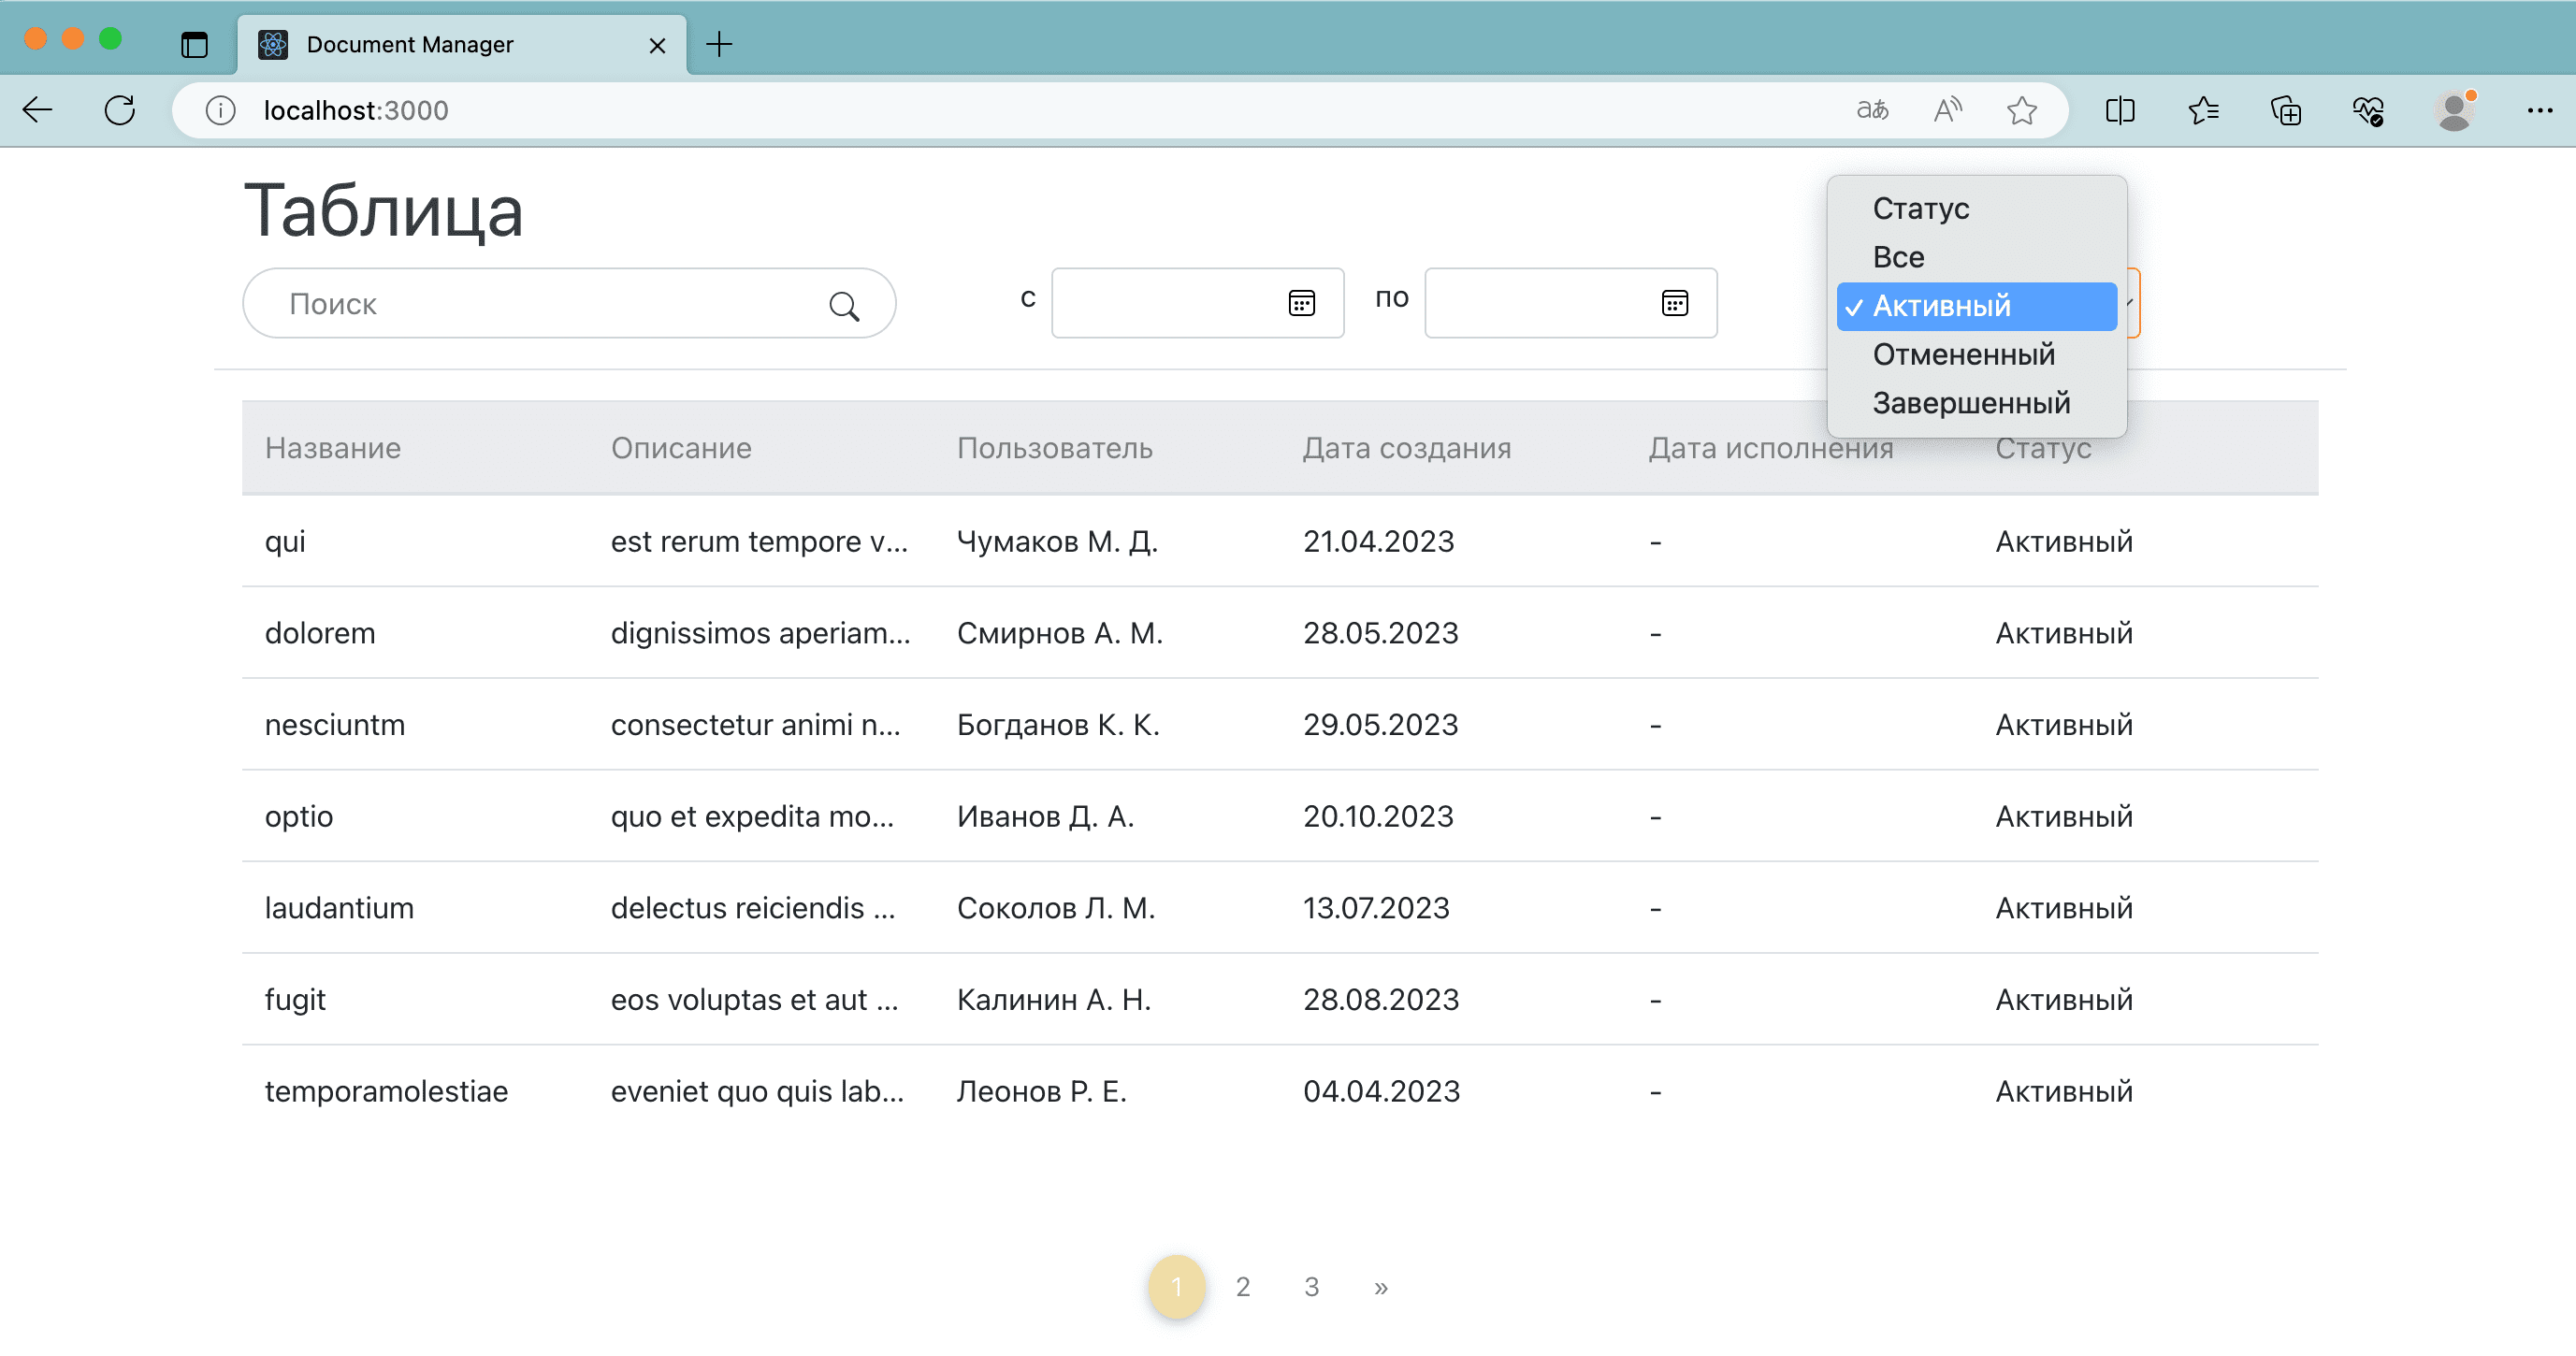 Document Manager
localhost:3000
аあ
A
Таблица
Статус
Все
Поиск
с
по
✓ Активный
Отмененный
Завершенный
Название Описание Пользователь Дата создания Дата исполнения Статус
qui est rerum tempore v... Чумаков М. Д. 21.04.2023 - Активный
dolorem dignissimos aperiam... Смирнов А. М. 28.05.2023 - Активный
nesciuntm consectetur animi n... Богданов К. К. 29.05.2023 - Активный
optio quo et expedita mo... Иванов Д. А. 20.10.2023 - Активный
laudantium delectus reiciendis ... Соколов Л. М. 13.07.2023 - Активный
fugit eos voluptas et aut ... Калинин А. Н. 28.08.2023 - Активный
temporamolestiae eveniet quo quis lab... Леонов Р. Е. 04.04.2023 - Активный
1 2 3 »